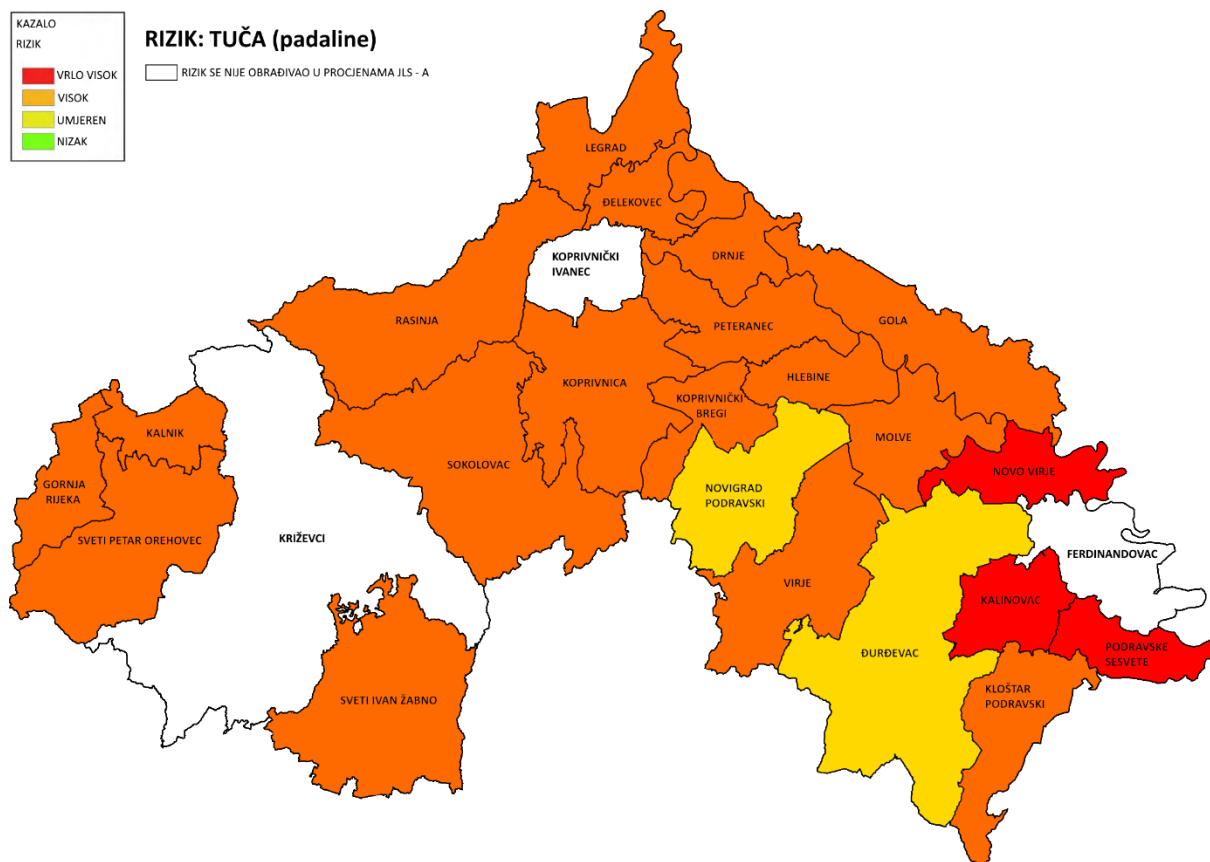 KAZALO
RIZIK
VRLO VISOK
VISOK
UMJEREN
NIZAK
RIZIK: TUČA (padaline)
RIZIK SE NIJE OBRAĐIVAO U PROCJENAMA JLS - A
LEGRAD
ĐELEKOVEC
KOPRIVNIČKI
IVANEC
DRNJE
RASINJA
PETERANEC
GOLA
KOPRIVNICA
HLEBINE
KOPRIVNIČKI
BREGI
KALNIK
MOLVE
SOKOLOVAC
NOVO VIRJE
GORNJA
RIJEKA
NOVIGRAD
PODRAVSKI
SVETI PETAR OREHOVEC
KRIŽEVCI
FERDINANDOVAC
VIRJE
KALINOVAC
ĐURĐEVAC
PODRAVSKE
SESVETE
SVETI IVAN ŽABNO
KLOŠTAR
PODRAVSKI